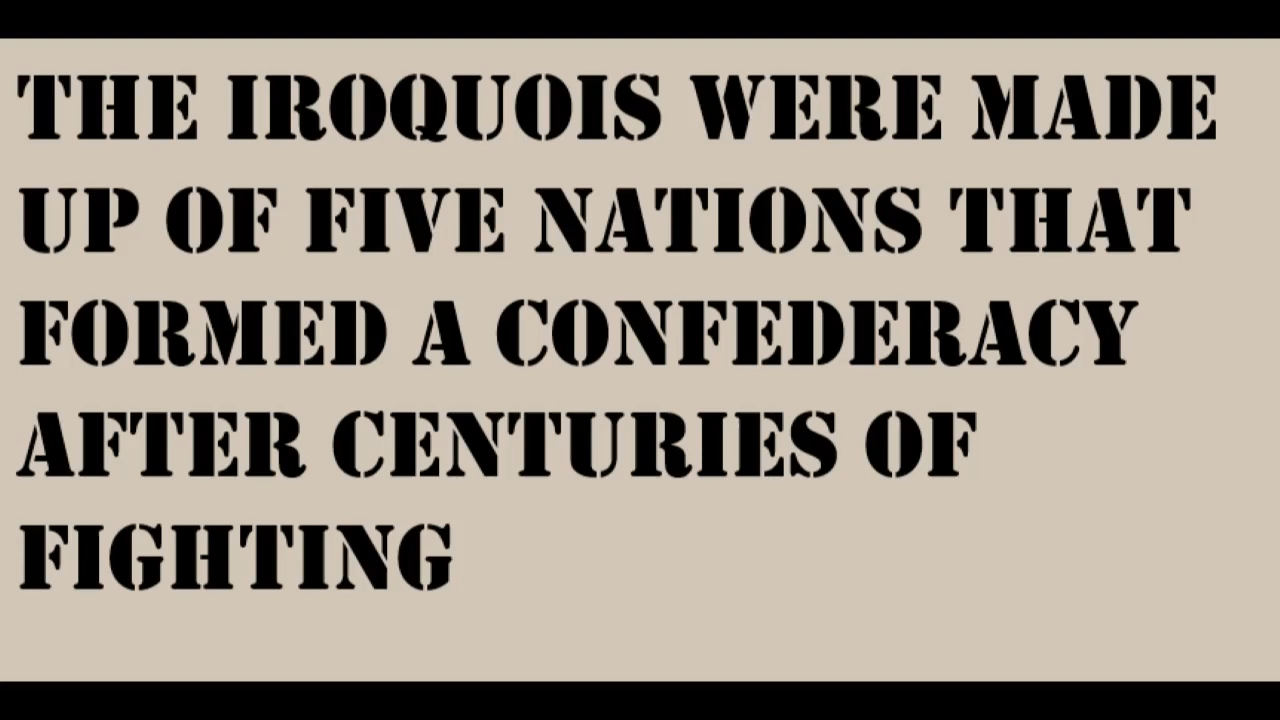 THE IROQUOIS WERE MADE
UP OF FIVE NATIONS THAT
FORMED A CONFEDERACY
AFTER CENTURIES OF
FIGHTING